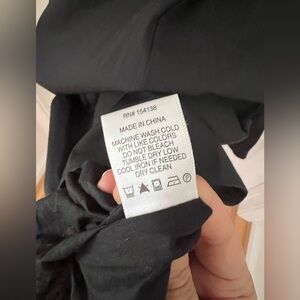 RN# 154138
MADE IN CHINA
MACHINE WASH COLD
WITH LIKE COLORS
DO NOT BLEACH
TUMBLE DRY LOW
COOL IRON IF NEEDED
DRY CLEAN